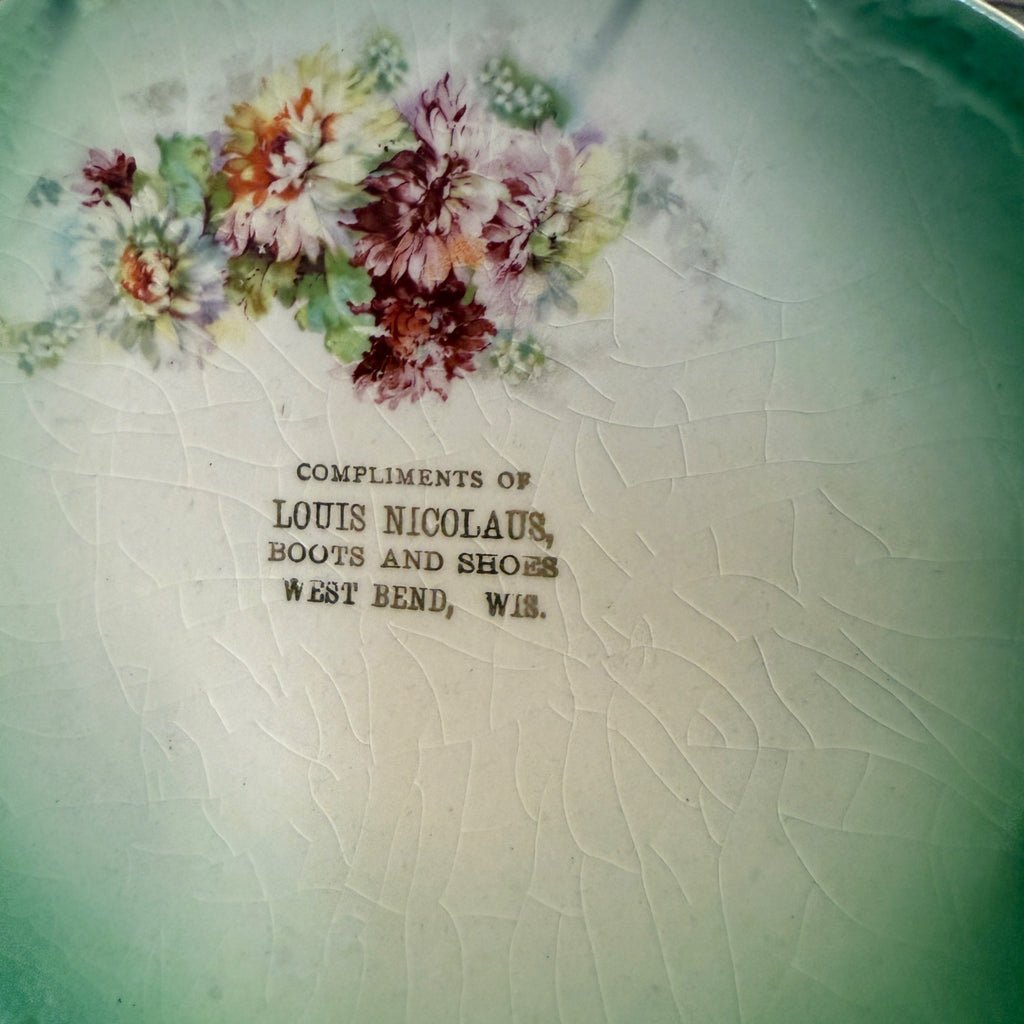 COMPLIMENTS OF
LOUIS NICOLAUS,
BOOTS AND SHOES
WEST BEND, WIS.